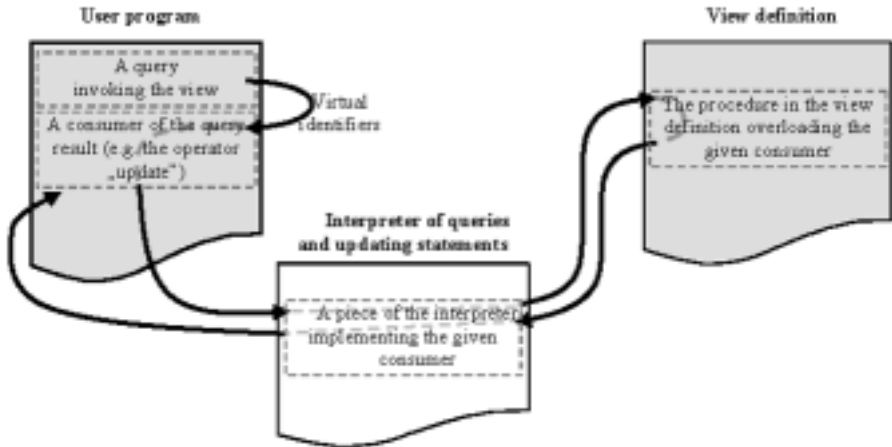 User program
A query
invoking the view
A consumer of the query
result (e.g. the operator
„update")
Virtual
identifiers
Interpreter of queries
and updating statements
A piece of the interpreter
implementing the given
consumer
View definition
The procedure in the view
definition overloading the
given consumer